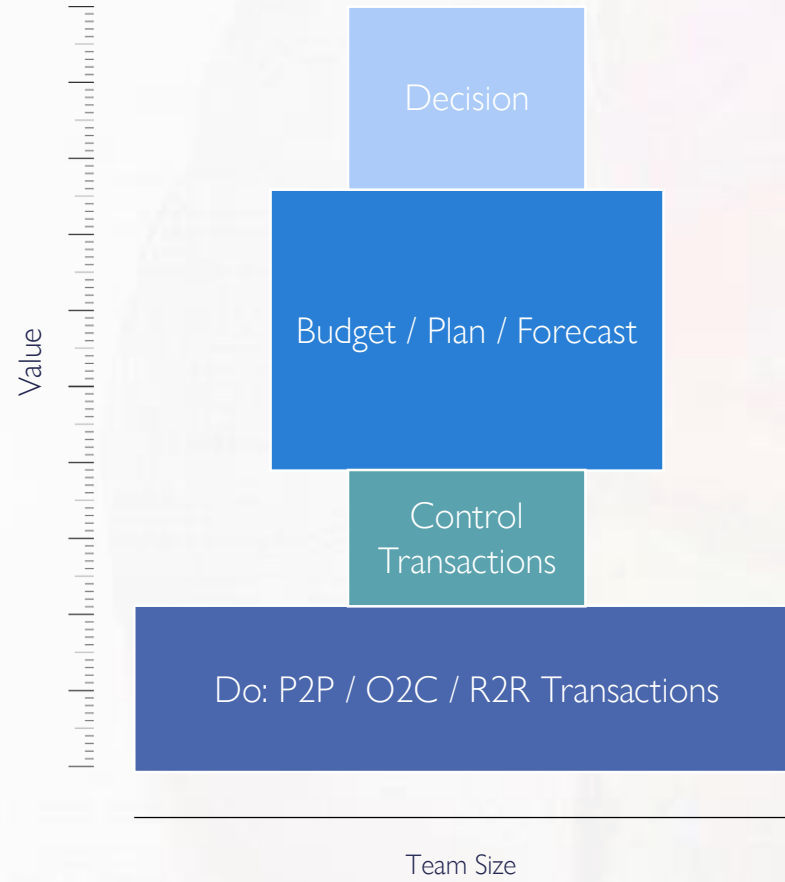 Decision
Value
Budget / Plan / Forecast
Control
Transactions
Do: P2P / O2C / R2R Transactions
Team Size